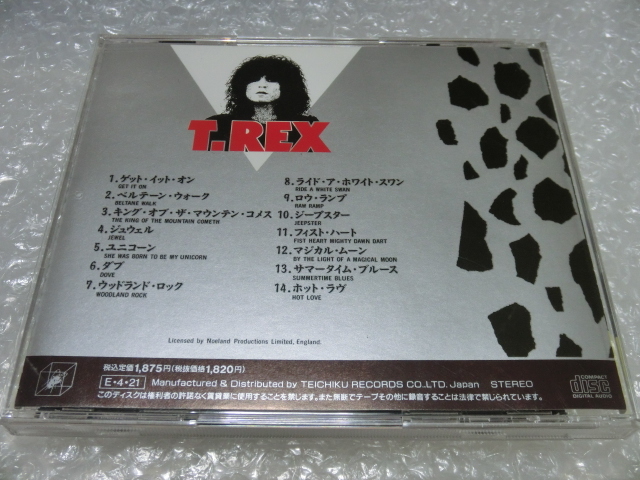 T.REX
1.ゲット・イット・オン
GET IT ON
2.ベルテーン・ウォーク
BELTANE WALK
3.キング・オブ・ザ・マウンテン・コメス
THE KING OF THE MOUNTAIN COMETH
4.ジュウェル
JEWEL
5.ユニコーン
SHE WAS BORN TO BE MY UNICORN
6.ダブ
DOVE
7.ウッドランド・ロック
WOODLAND ROCK
8.ライド・ア・ホワイト・スワン
RIDE A WHITE SWAN
9.ロウ・ランプ
RAW RAMP
10.ジープスター
JEEPSTER
11.フィスト・ハート
FIST HEART MIGHTY DAWN DART
12.マジカル・ムーン
BY THE LIGHT OF A MAGICAL MOON
13.サマータイム・ブルース
SUMMERTIME BLUES
14.ホット・ラヴ
HOT LOVE
Licensed by Noeland Productions Limited, England.
税込定価1,875円(税抜価格1,820円)
E・4・21 Manufactured & Distributed by TEICHIKU RECORDS CO.,LTD. Japan STEREO
このディスクは権利者の許諾なく賃貸業に使用することを禁じます。また無断でテープその他に録音することは法律で禁じられています。
COMPACT
disc
DIGITAL AUDIO